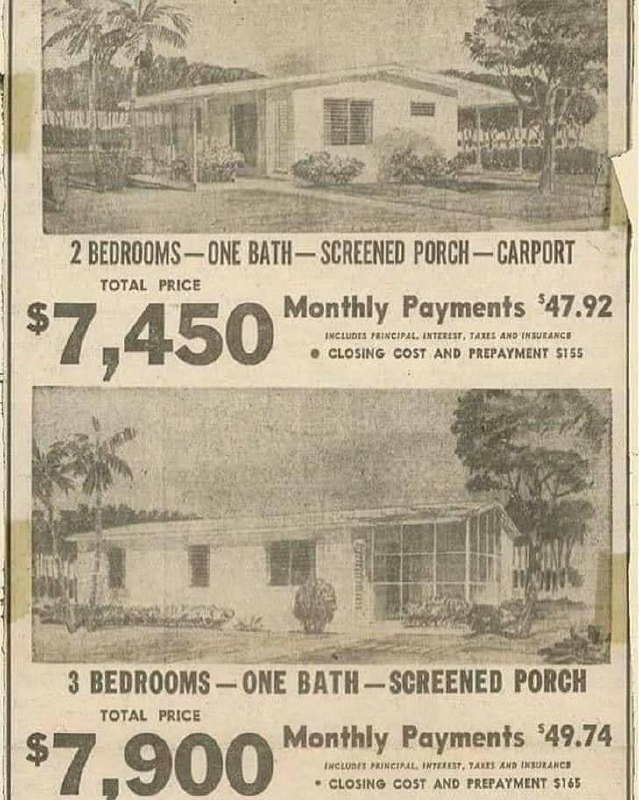 2 BEDROOMS—ONE BATH—SCREENED PORCH—CARPORT
TOTAL PRICE
$7,450
Monthly Payments $47.92
INCLUDES PRINCIPAL, INTEREST, TAXES AND INSURANCE
● CLOSING COST AND PREPAYMENT $155
3 BEDROOMS—ONE BATH—SCREENED PORCH
TOTAL PRICE
$7,900
Monthly Payments $49.74
INCLUDES PRINCIPAL, INTEREST, TAXES AND INSURANCE
• CLOSING COST AND PREPAYMENT $165